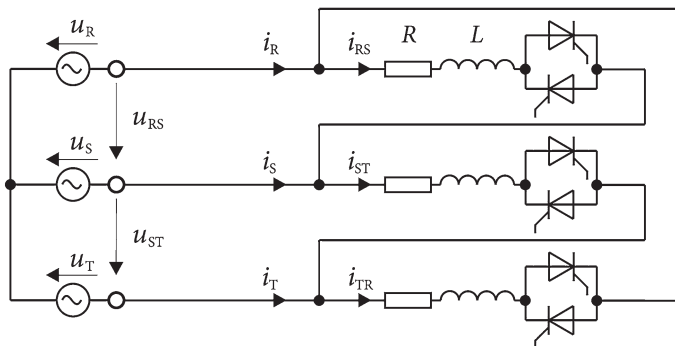 u_R i_R i_RS R L
u_RS
u_S i_S i_ST
u_ST
u_T i_T i_TR